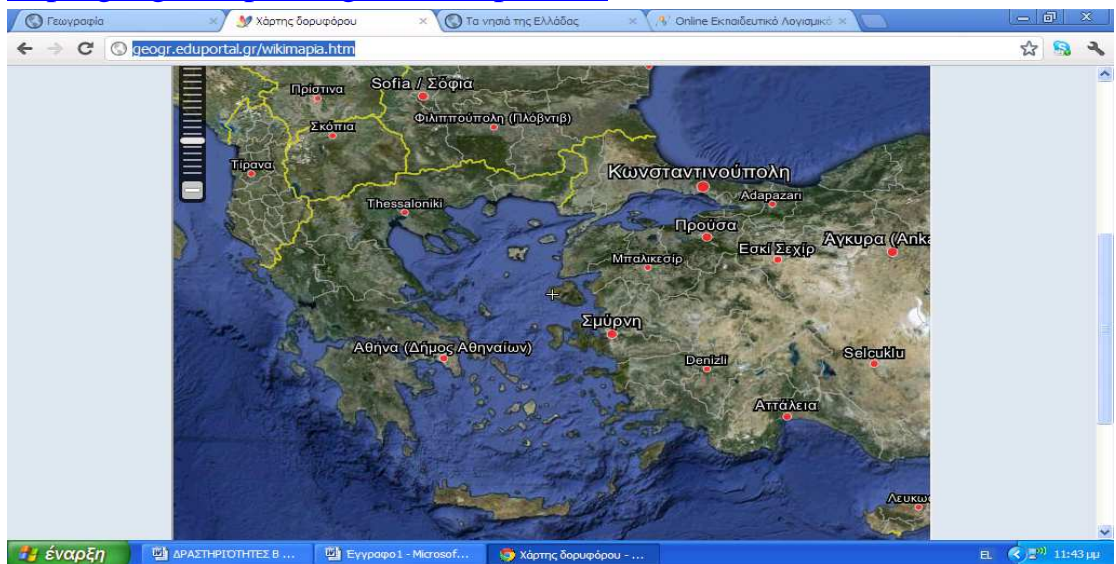 Γεωγραφία
Χάρτης δορυφόρου
Τα νησιά της Ελλάδας
Online Εκπαιδευτικό Λογισμικό
geogr.eduportal.gr/wikimapia.htm
Πρίστινα
Sofia / Σόφια
Φιλιππούπολη (Πλόβντιβ)
Σκόπια
Τίρανα
Κωνσταντινούπολη
Adapazarı
Thessaloniki
Προύσα
Εσκί Σεχίρ
Άγκυρα (Anka
Μπαλικεσίρ
Σμύρνη
Αθήνα (Δήμος Αθηναίων)
Denizli
Selcuklu
Αττάλεια
Λευκω
έναρξη
ΔΡΑΣΤΗΡΙΟΤΗΤΕΣ Β ...
Έγγραφο1 - Microsof...
Χάρτης δορυφόρου - ...
EL
11:43 μμ